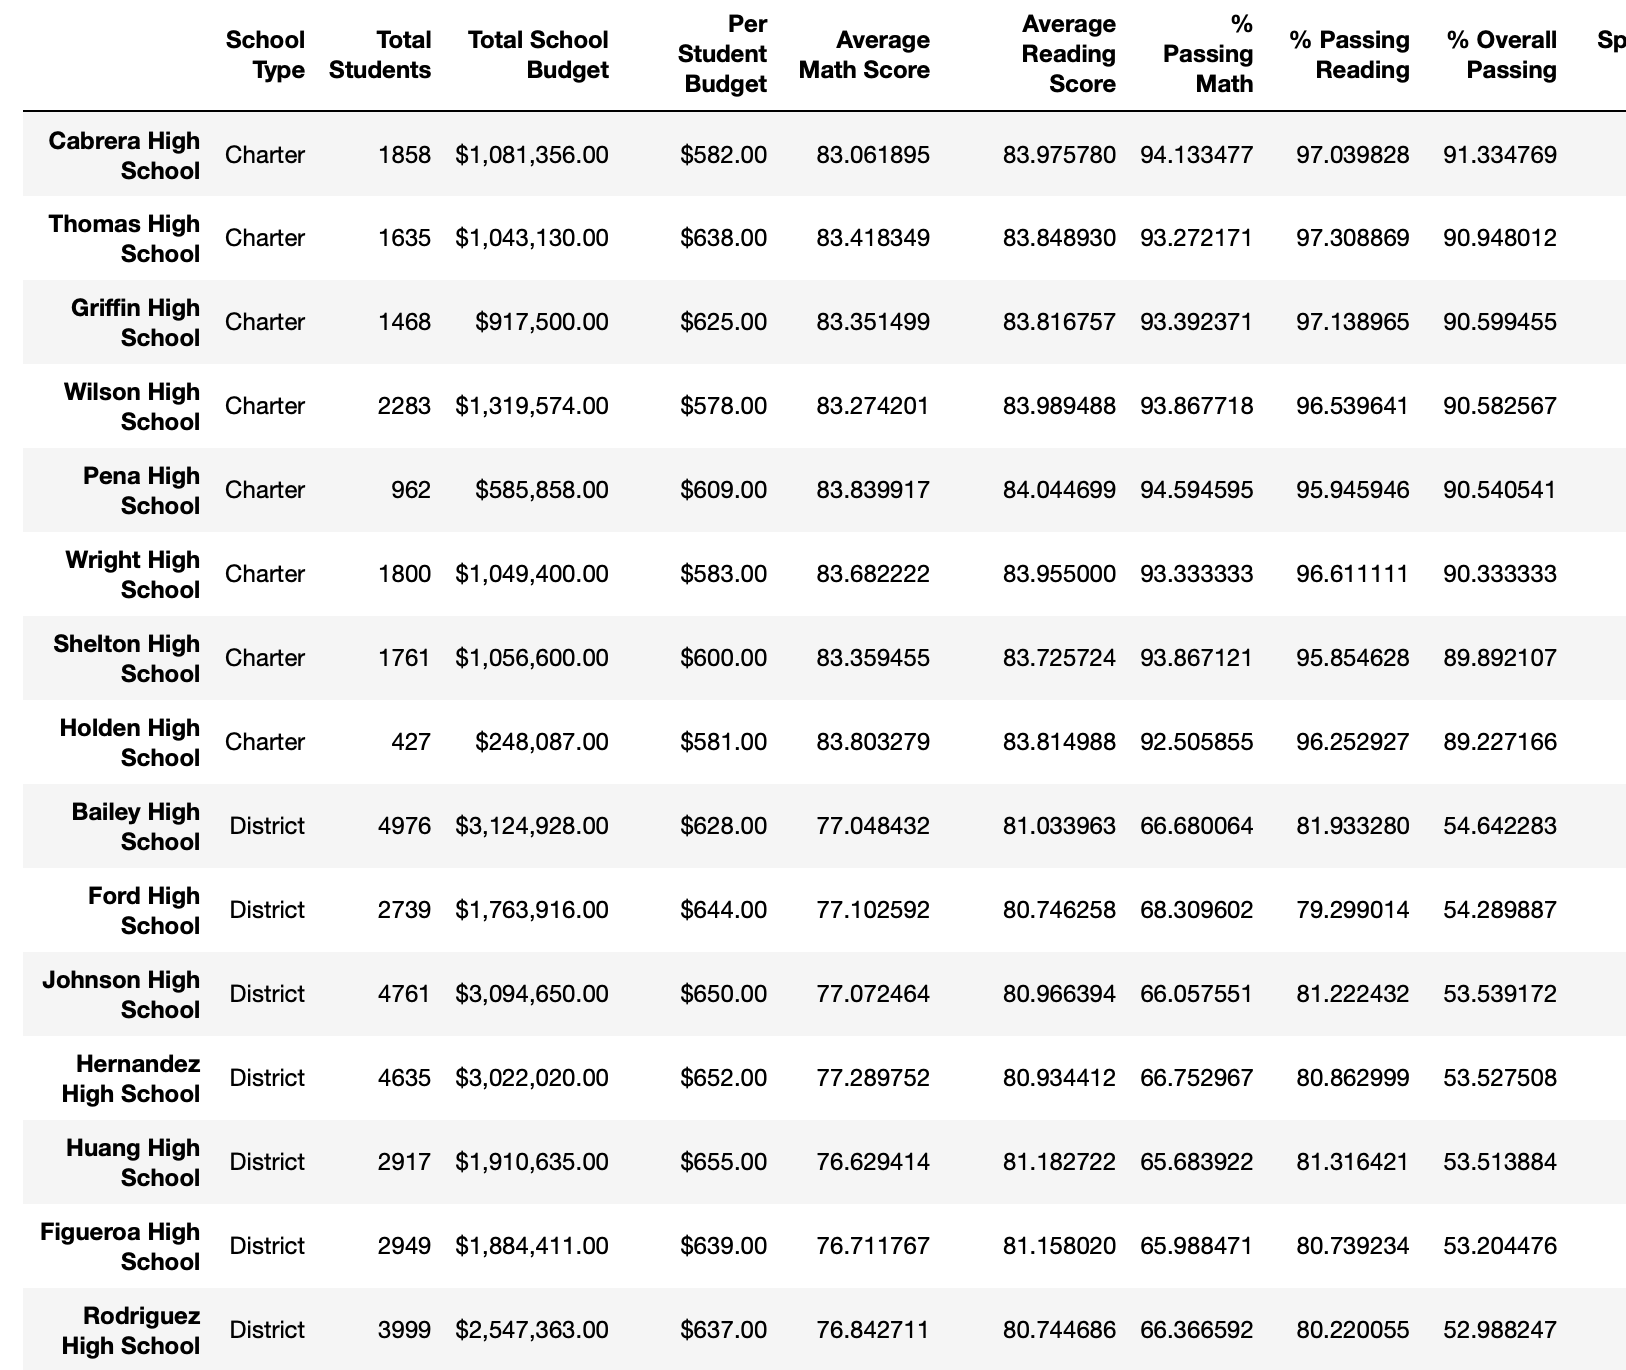 School Type Total Students Total School Budget Per Student Budget Average Math Score Average Reading Score % Passing Math % Passing Reading % Overall Passing Sp
Cabrera High School Charter 1858 $1,081,356.00 $582.00 83.061895 83.975780 94.133477 97.039828 91.334769
Thomas High School Charter 1635 $1,043,130.00 $638.00 83.418349 83.848930 93.272171 97.308869 90.948012
Griffin High School Charter 1468 $917,500.00 $625.00 83.351499 83.816757 93.392371 97.138965 90.599455
Wilson High School Charter 2283 $1,319,574.00 $578.00 83.274201 83.989488 93.867718 96.539641 90.582567
Pena High School Charter 962 $585,858.00 $609.00 83.839917 84.044699 94.594595 95.945946 90.540541
Wright High School Charter 1800 $1,049,400.00 $583.00 83.682222 83.955000 93.333333 96.611111 90.333333
Shelton High School Charter 1761 $1,056,600.00 $600.00 83.359455 83.725724 93.867121 95.854628 89.892107
Holden High School Charter 427 $248,087.00 $581.00 83.803279 83.814988 92.505855 96.252927 89.227166
Bailey High School District 4976 $3,124,928.00 $628.00 77.048432 81.033963 66.680064 81.933280 54.642283
Ford High School District 2739 $1,763,916.00 $644.00 77.102592 80.746258 68.309602 79.299014 54.289887
Johnson High School District 4761 $3,094,650.00 $650.00 77.072464 80.966394 66.057551 81.222432 53.539172
Hernandez High School District 4635 $3,022,020.00 $652.00 77.289752 80.934412 66.752967 80.862999 53.527508
Huang High School District 2917 $1,910,635.00 $655.00 76.629414 81.182722 65.683922 81.316421 53.513884
Figueroa High School District 2949 $1,884,411.00 $639.00 76.711767 81.158020 65.988471 80.739234 53.204476
Rodriguez High School District 3999 $2,547,363.00 $637.00 76.842711 80.744686 66.366592 80.220055 52.988247